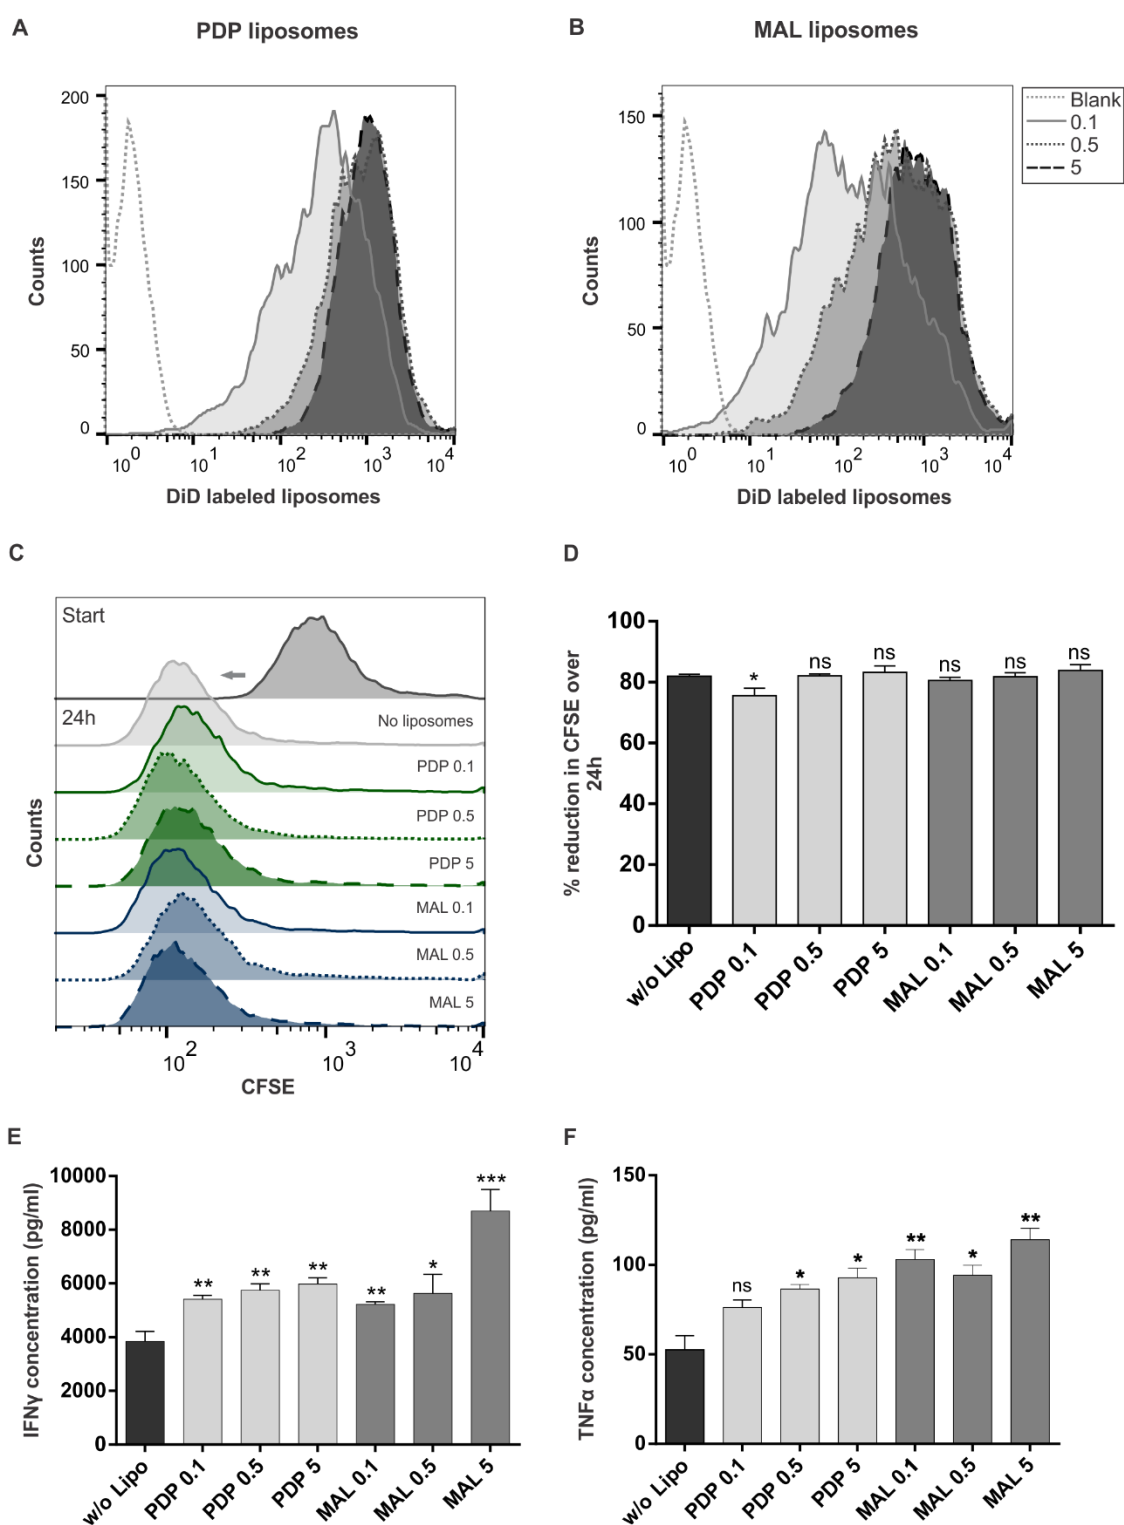 A
PDP liposomes
B
MAL liposomes
Counts
200
150
100
50
0
10^0
10^1
10^2
10^3
10^4
DiD labeled liposomes
Counts
150
100
50
0
10^0
10^1
10^2
10^3
10^4
DiD labeled liposomes
Blank
0.1
0.5
5
C
Counts
Start
24h
No liposomes
PDP 0.1
PDP 0.5
PDP 5
MAL 0.1
MAL 0.5
MAL 5
10^2
10^3
10^4
CFSE
D
% reduction in CFSE over
24h
100
80
60
40
20
0
*
ns
ns
ns
ns
ns
w/o Lipo
PDP 0.1
PDP 0.5
PDP 5
MAL 0.1
MAL 0.5
MAL 5
E
IFNγ concentration (pg/ml)
10000
8000
6000
4000
2000
0
**
**
**
**
*
***
w/o Lipo
PDP 0.1
PDP 0.5
PDP 5
MAL 0.1
MAL 0.5
MAL 5
F
TNFα concentration (pg/ml)
150
100
50
0
ns
*
*
**
*
**
w/o Lipo
PDP 0.1
PDP 0.5
PDP 5
MAL 0.1
MAL 0.5
MAL 5